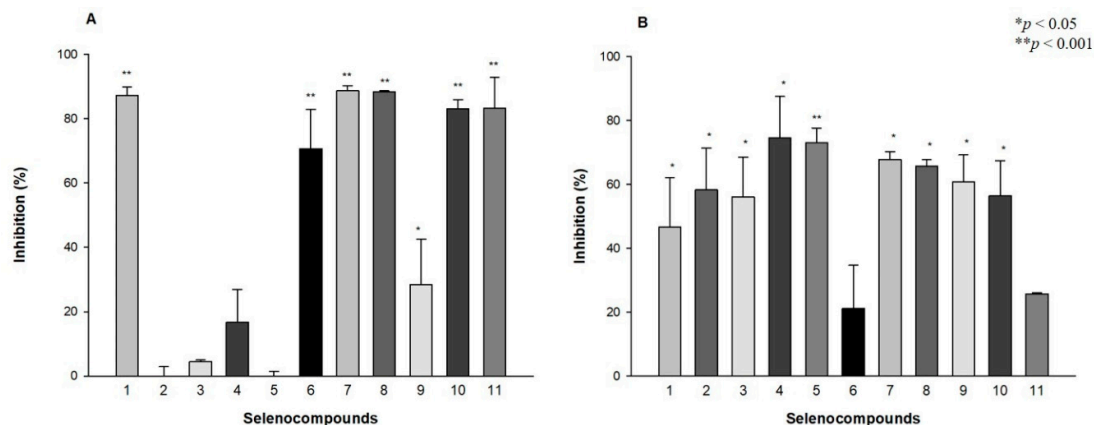 A
Inhibition (%)
100
80
60
40
20
0
** ** ** ** * ** **
1 2 3 4 5 6 7 8 9 10 11
Selenocompounds
B
*p < 0.05
**p < 0.001
Inhibition (%)
100
80
60
40
20
0
* * * * ** * * * *
1 2 3 4 5 6 7 8 9 10 11
Selenocompounds